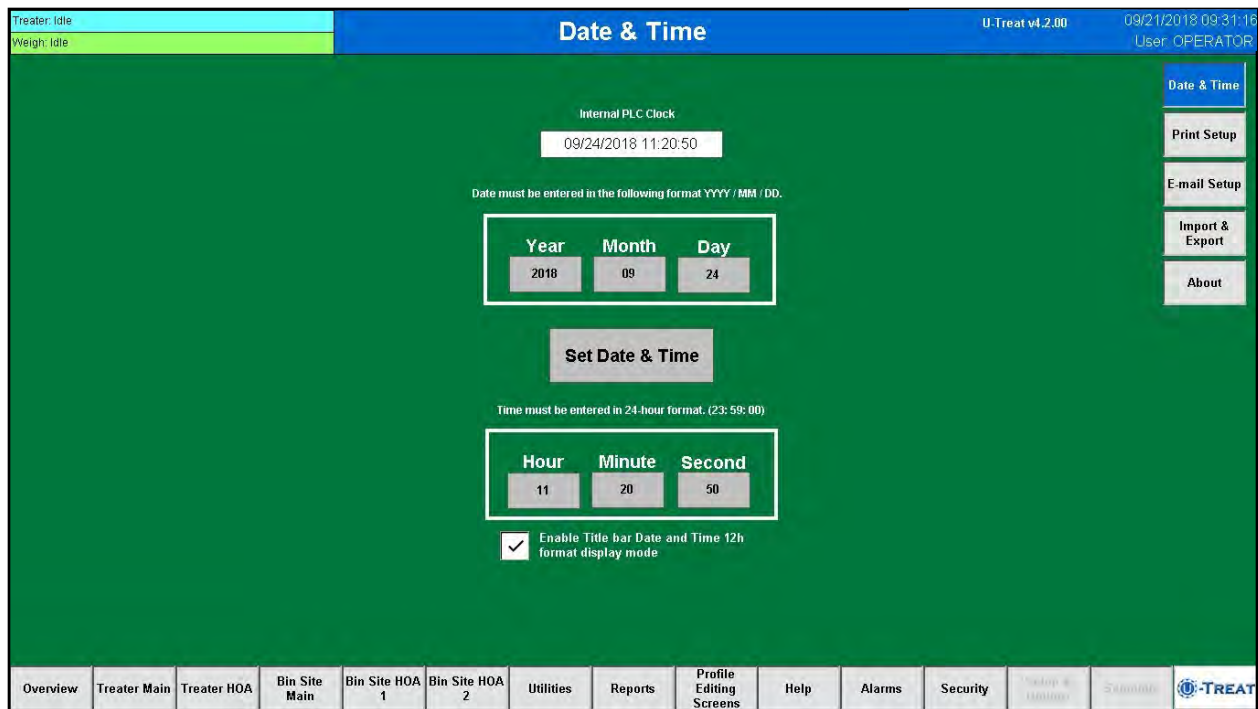 Treater: Idle
Weigh: Idle
Date & Time
U-Treat v4.2.00
09/21/2018 09:31:16
User: OPERATOR
Date & Time
Print Setup
E-mail Setup
Import &
Export
About
Internal PLC Clock
09/24/2018 11:20:50
Date must be entered in the following format YYYY / MM / DD.
Year Month Day
2018 09 24
Set Date & Time
Time must be entered in 24-hour format. (23: 59: 00)
Hour Minute Second
11 20 50
Enable Title bar Date and Time 12h
format display mode
Overview
Treater Main
Treater HOA
Bin Site
Main
Bin Site HOA
1
Bin Site HOA
2
Utilities
Reports
Profile
Editing
Screens
Help
Alarms
Security
U-TREAT